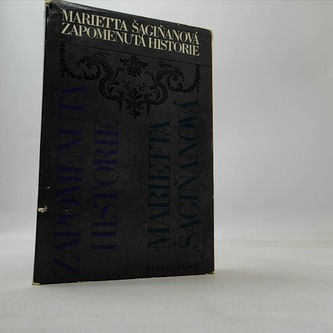 MARIETTA ŠAGIŇANOVÁ
ZAPOMENUTÁ HISTORIE
ZAPOMENUTÁ
HISTORIE
MARIETTA
ŠAGIŇANOVÁ